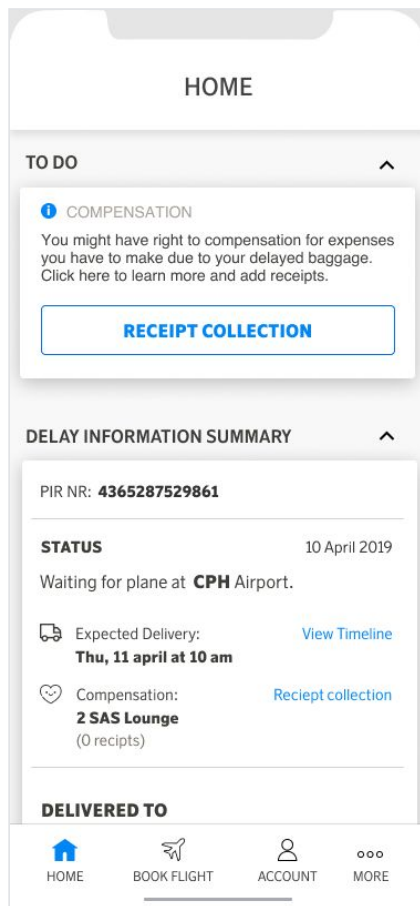 HOME
TO DO
COMPENSATION
You might have right to compensation for expenses
you have to make due to your delayed baggage.
Click here to learn more and add receipts.
RECEIPT COLLECTION
DELAY INFORMATION SUMMARY
PIR NR: 4365287529861
STATUS 10 April 2019
Waiting for plane at CPH Airport.
Expected Delivery: View Timeline
Thu, 11 april at 10 am
Compensation: Reciept collection
2 SAS Lounge
(0 recipts)
DELIVERED TO
HOME BOOK FLIGHT ACCOUNT MORE